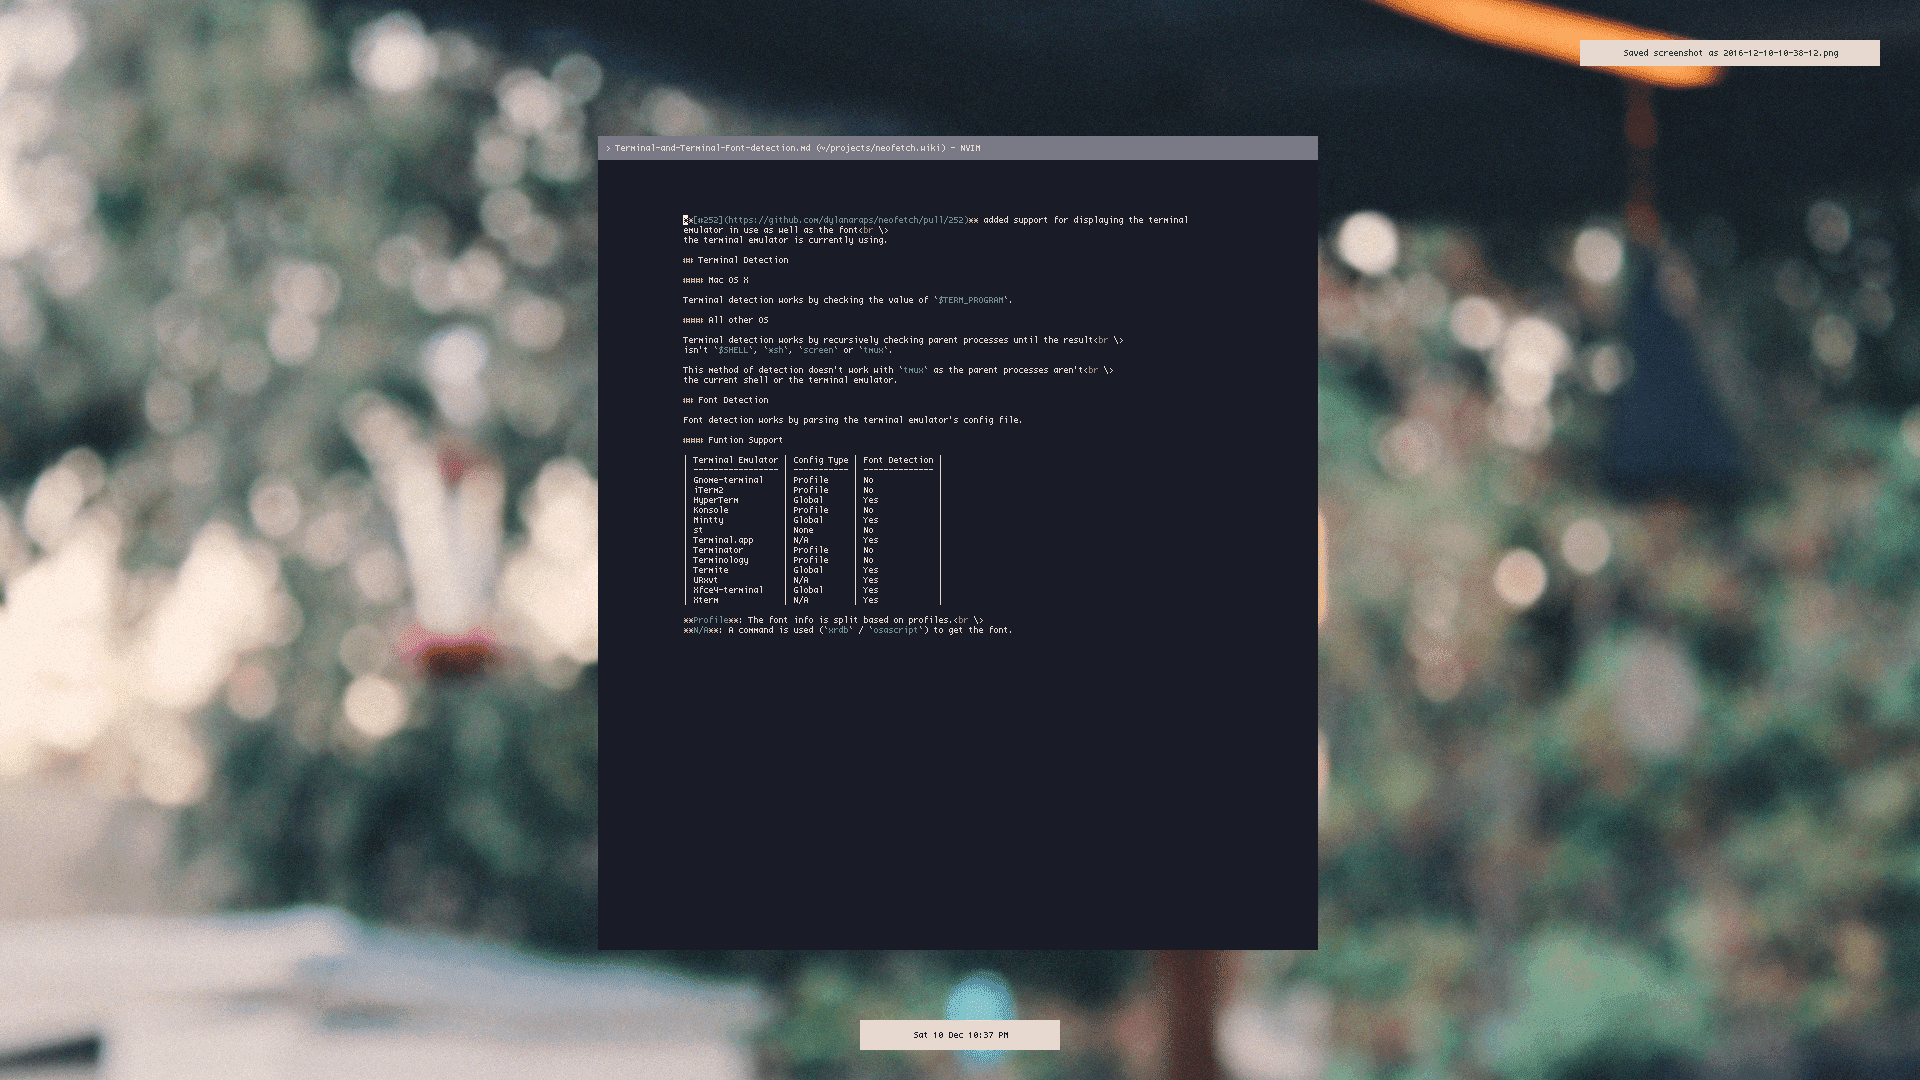 Saved screenshot as 2016-12-10-10-38-12.png
> Terminal-and-Terminal-Font-detection.md (~/projects/neofetch.wiki) - NVIM
**[#252](https://github.com/dylanaraps/neofetch/pull/252)** added support for displaying the terminal
emulator in use as well as the font<br \>
the terminal emulator is currently using.
## Terminal Detection
#### Mac OS X
Terminal detection works by checking the value of `$TERM_PROGRAM`.
#### All other OS
Terminal detection works by recursively checking parent processes until the result<br \>
isn't `$SHELL`, `*sh`, `screen` or `tmux`.
This method of detection doesn't work with `tmux` as the parent processes aren't<br \>
the current shell or the terminal emulator.
## Font Detection
Font detection works by parsing the terminal emulator's config file.
#### Funtion Support
| Terminal Emulator | Config Type | Font Detection |
| ----------------- | ----------- | -------------- |
| Gnome-terminal | Profile | No |
| iTerm2 | Profile | No |
| HyperTerm | Global | Yes |
| Konsole | Profile | No |
| Mintty | Global | Yes |
| st | None | No |
| Terminal.app | N/A | Yes |
| Terminator | Profile | No |
| Terminology | Profile | No |
| Termite | Global | Yes |
| URxvt | N/A | Yes |
| Xfce4-terminal | Global | Yes |
| Xterm | N/A | Yes |
**Profile**: The font info is split based on profiles.<br \>
**N/A**: A command is used (`xrdb` / `osascript`) to get the font.
Sat 10 Dec 10:37 PM